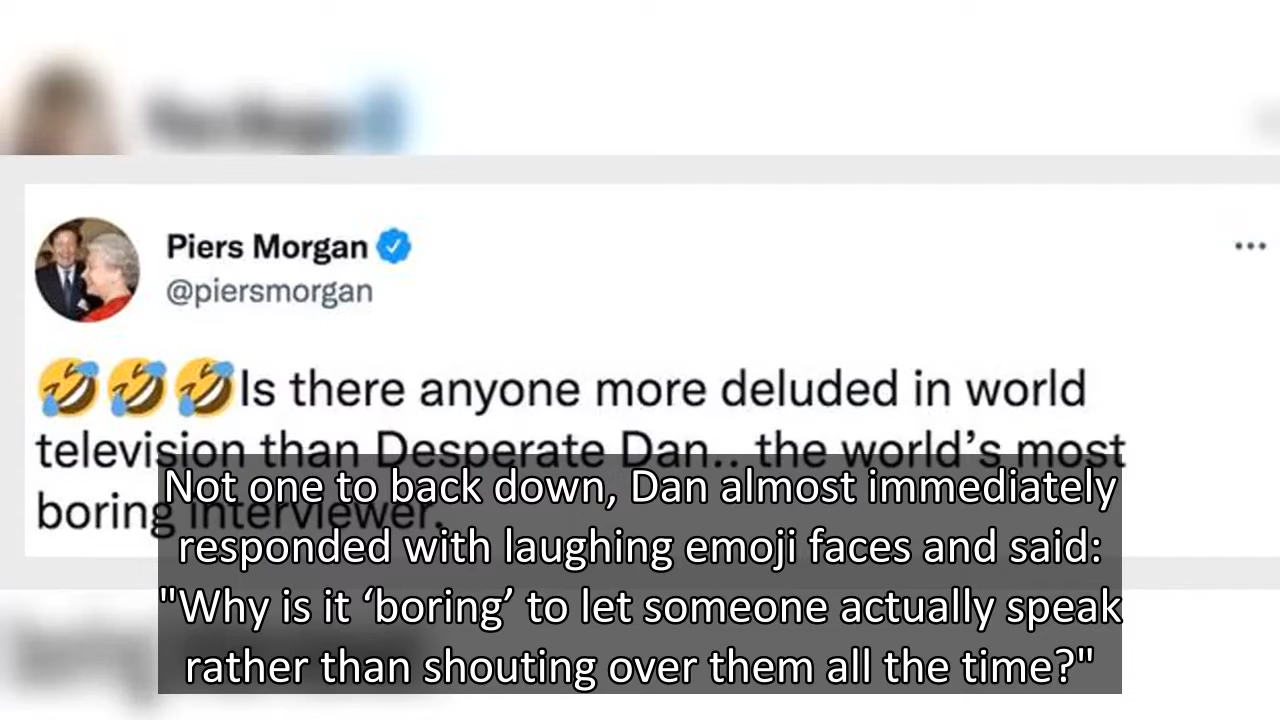 Piers Morgan
@piersmorgan
🤣🤣🤣Is there anyone more deluded in world
television than Desperate Dan.. the world’s most
boring interviewer.
Not one to back down, Dan almost immediately
responded with laughing emoji faces and said:
"Why is it ‘boring’ to let someone actually speak
rather than shouting over them all the time?"